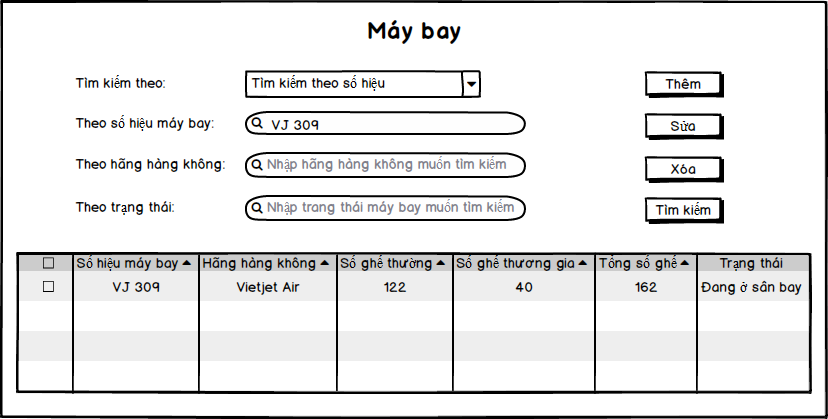 Máy bay
Tìm kiếm theo: Tìm kiếm theo số hiệu Thêm
Theo số hiệu máy bay: VJ 309 Sửa
Theo hãng hàng không: Nhập hãng hàng không muốn tìm kiếm Xóa
Theo trạng thái: Nhập trang thái máy bay muốn tìm kiếm Tìm kiếm
Số hiệu máy bay Hãng hàng không Số ghế thường Số ghế thương gia Tổng số ghế Trạng thái
VJ 309 Vietjet Air 122 40 162 Đang ở sân bay